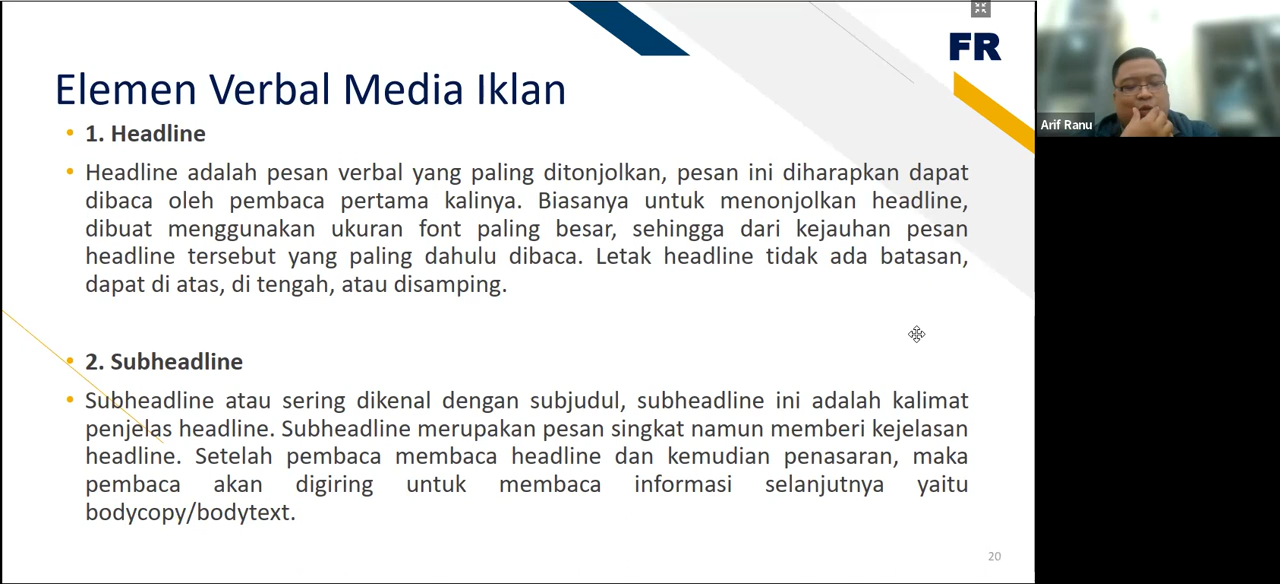 FR
Elemen Verbal Media Iklan
• 1. Headline
• Headline adalah pesan verbal yang paling ditonjolkan, pesan ini diharapkan dapat
dibaca oleh pembaca pertama kalinya. Biasanya untuk menonjolkan headline,
dibuat menggunakan ukuran font paling besar, sehingga dari kejauhan pesan
headline tersebut yang paling dahulu dibaca. Letak headline tidak ada batasan,
dapat di atas, di tengah, atau disamping.
• 2. Subheadline
• Subheadline atau sering dikenal dengan subjudul, subheadline ini adalah kalimat
penjelas headline. Subheadline merupakan pesan singkat namun memberi kejelasan
headline. Setelah pembaca membaca headline dan kemudian penasaran, maka
pembaca akan digiring untuk membaca informasi selanjutnya yaitu
bodycopy/bodytext.
20
Arif Ranu